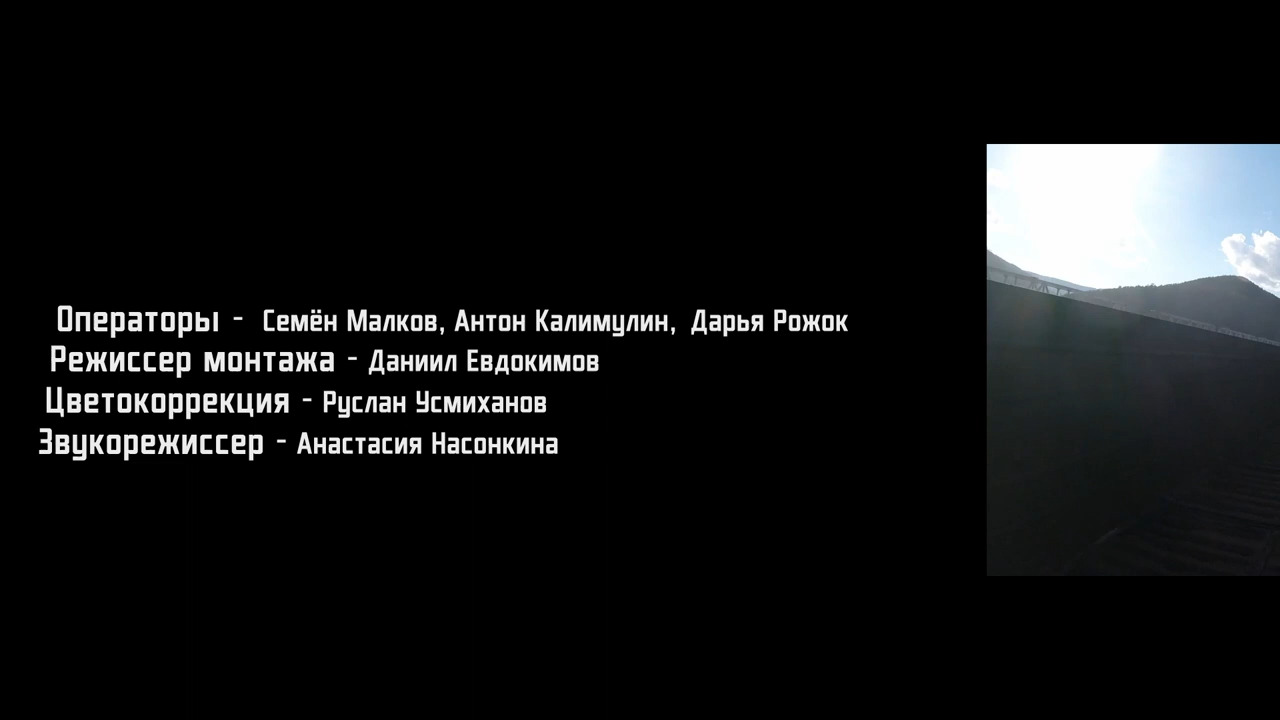 Операторы - Семён Малков, Антон Калимулин, Дарья Рожок
Режиссер монтажа - Даниил Евдокимов
Цветокоррекция - Руслан Усмиханов
Звукорежиссер - Анастасия Насонкина